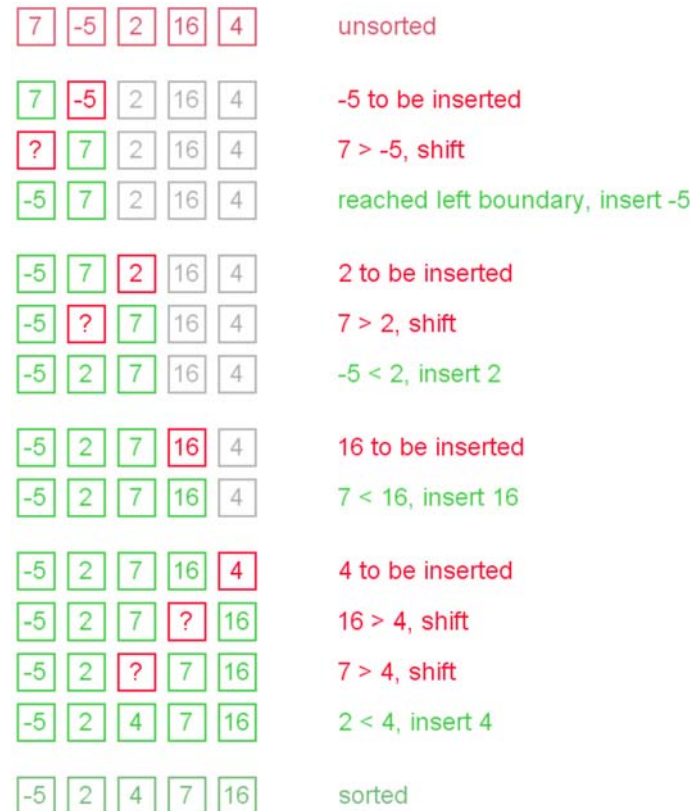 7 -5 2 16 4 unsorted
7 -5 2 16 4 -5 to be inserted
? 7 2 16 4 7 > -5, shift
-5 7 2 16 4 reached left boundary, insert -5
-5 7 2 16 4 2 to be inserted
-5 ? 7 16 4 7 > 2, shift
-5 2 7 16 4 -5 < 2, insert 2
-5 2 7 16 4 16 to be inserted
-5 2 7 16 4 7 < 16, insert 16
-5 2 7 16 4 4 to be inserted
-5 2 7 ? 16 16 > 4, shift
-5 2 ? 7 16 7 > 4, shift
-5 2 4 7 16 2 < 4, insert 4
-5 2 4 7 16 sorted